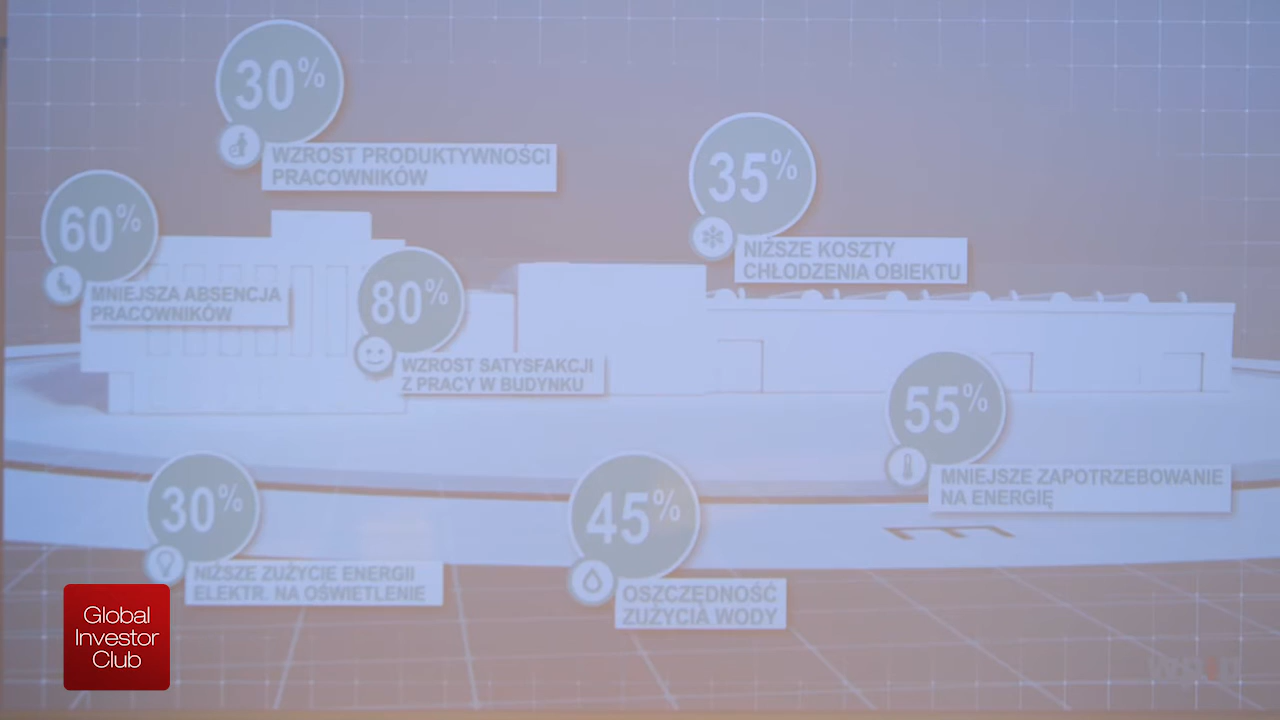 30%
WZROST PRODUKTYWNOŚCI
PRACOWNIKÓW
60%
MNIEJSZA ABSENCJA
PRACOWNIKÓW
35%
NIŻSZE KOSZTY
CHŁODZENIA OBIEKTU
80%
WZROST SATYSFAKCJI
Z PRACY W BUDYNKU
55%
MNIEJSZE ZAPOTRZEBOWANIE
NA ENERGIĘ
30%
NIŻSZE ZUŻYCIE ENERGII
ELEKTR. NA OŚWIETLENIE
45%
OSZCZĘDNOŚĆ
ZUŻYCIA WODY
E
Global
Investor
Club